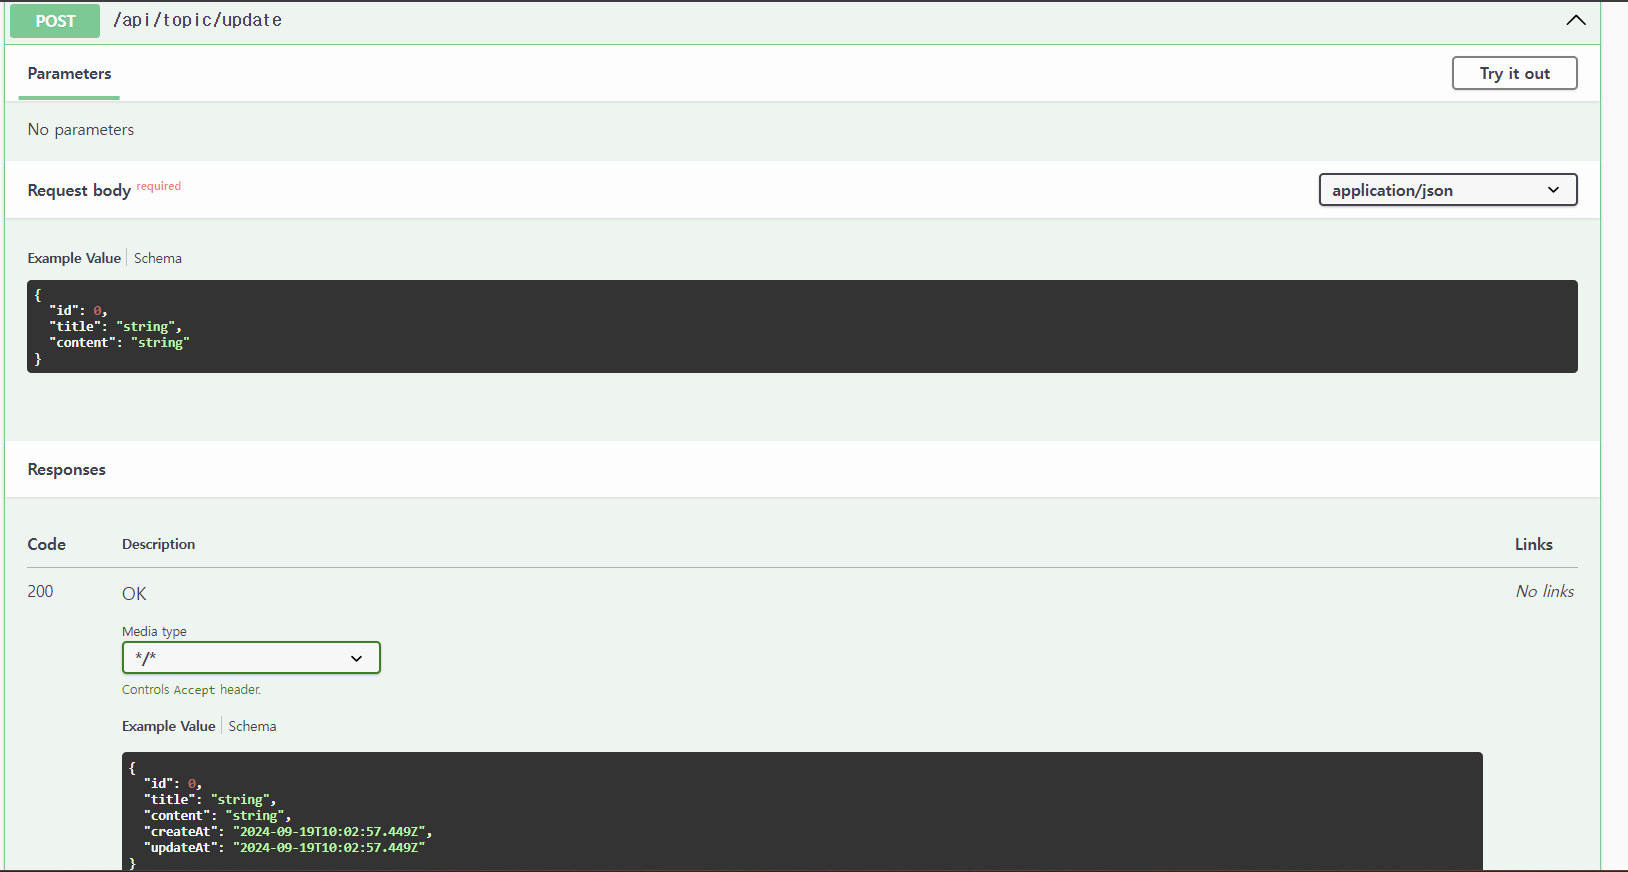 POST /api/topic/update
Parameters
Try it out
No parameters
Request body required
application/json
Example Value Schema
{
  "id": 0,
  "title": "string",
  "content": "string"
}
Responses
Code Description Links
200 OK No links
Media type
*/*
Controls Accept header.
Example Value Schema
{
  "id": 0,
  "title": "string",
  "content": "string",
  "createAt": "2024-09-19T10:02:57.449Z",
  "updateAt": "2024-09-19T10:02:57.449Z"
}